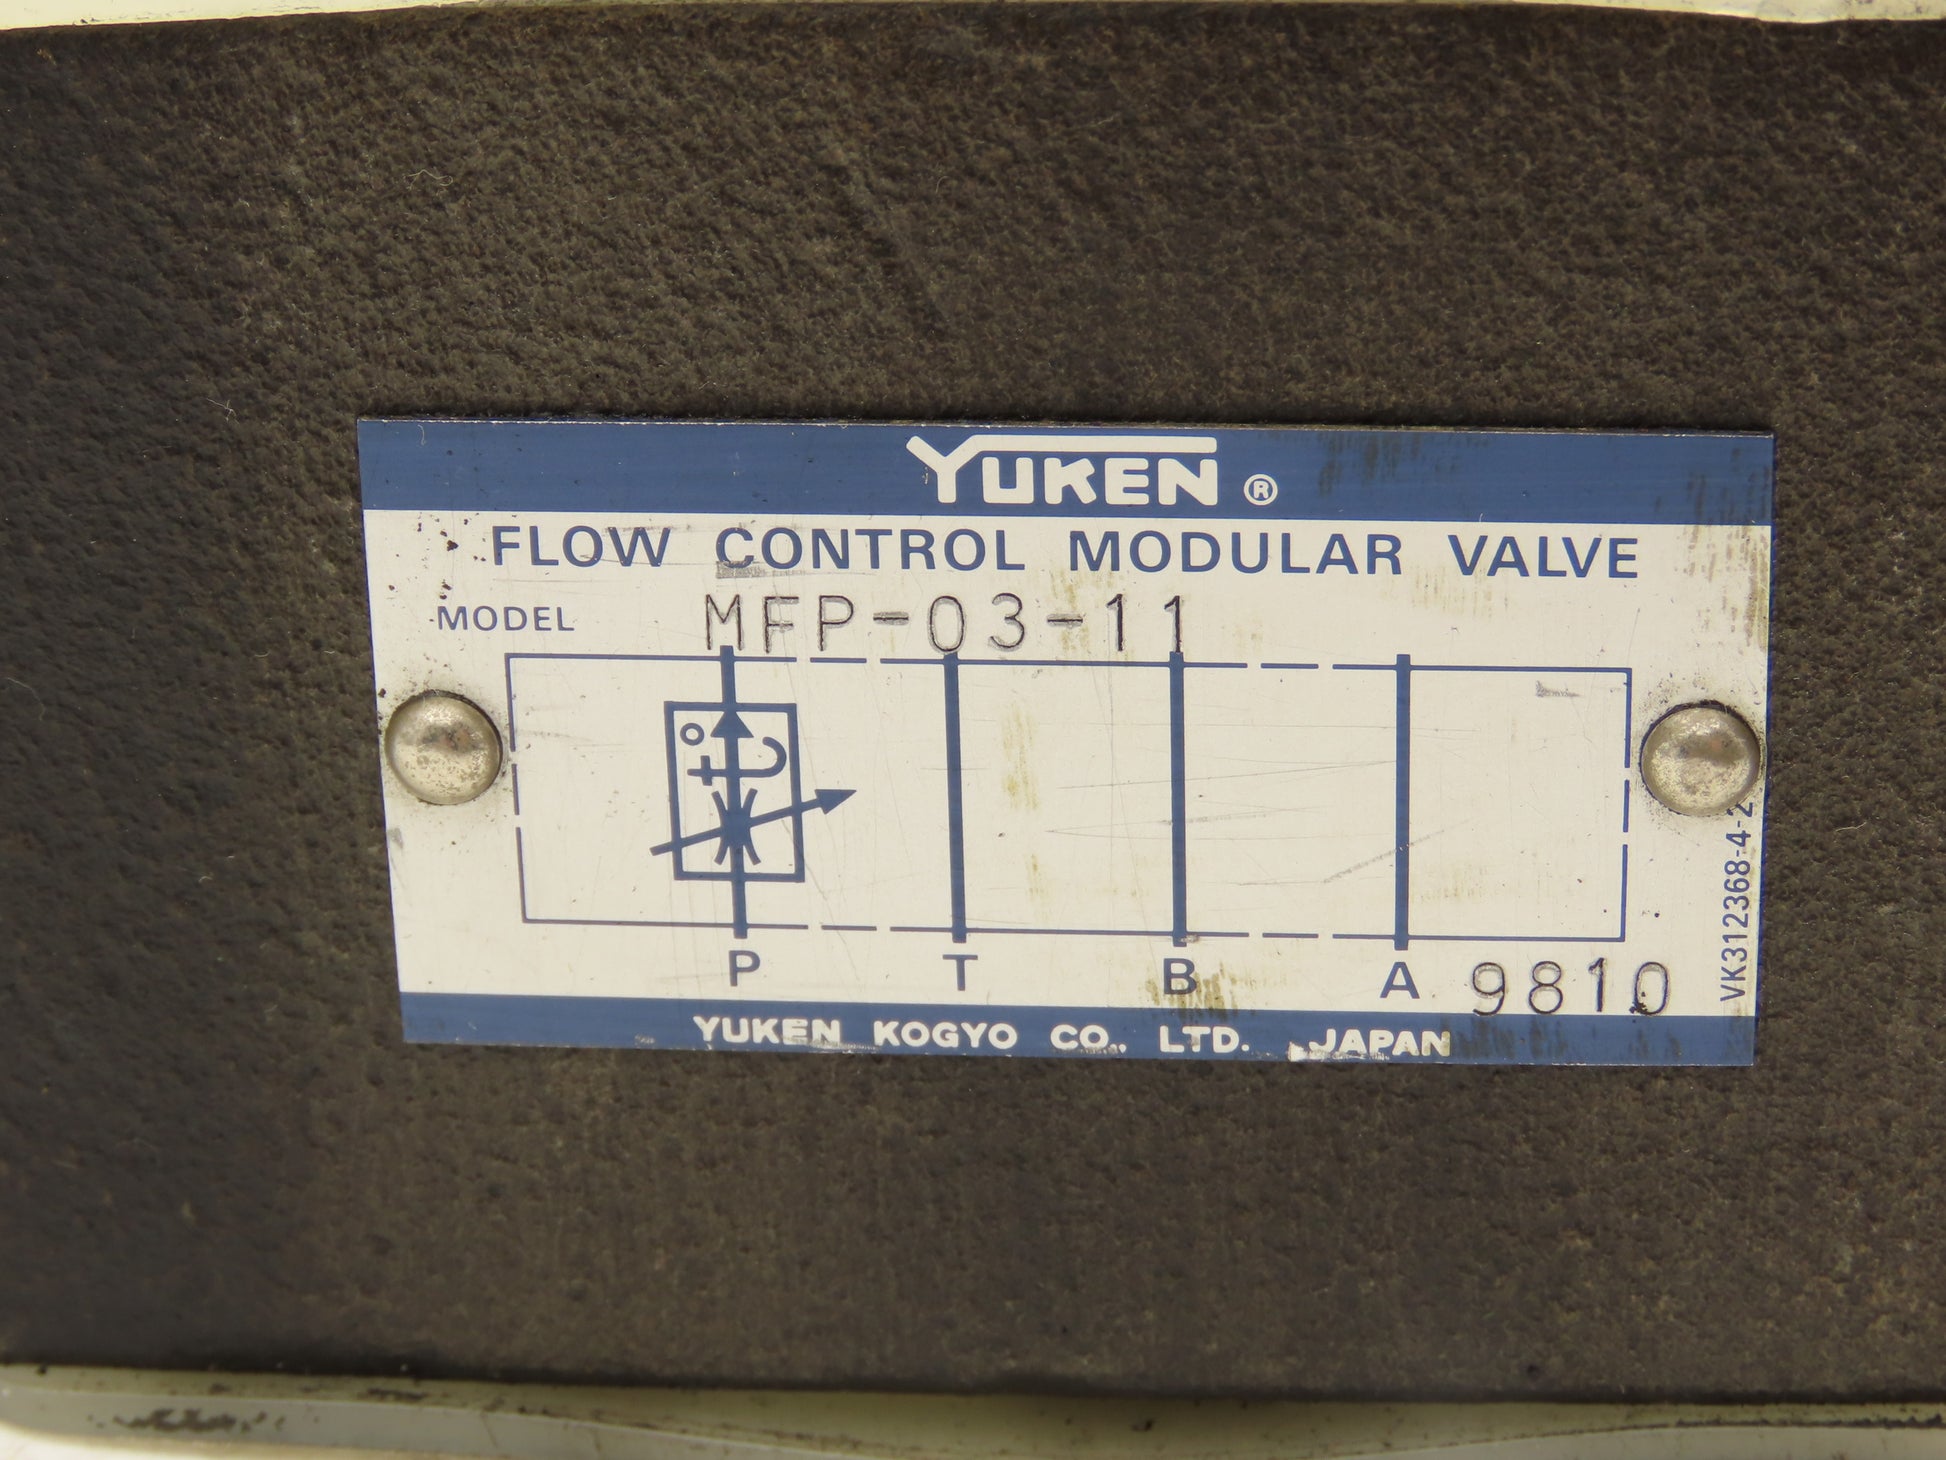 YUKEN ®
FLOW CONTROL MODULAR VALVE
MODEL MFP-03-11
t°C
P T B A 9810
VK312368-4-2
YUKEN KOGYO CO., LTD. JAPAN